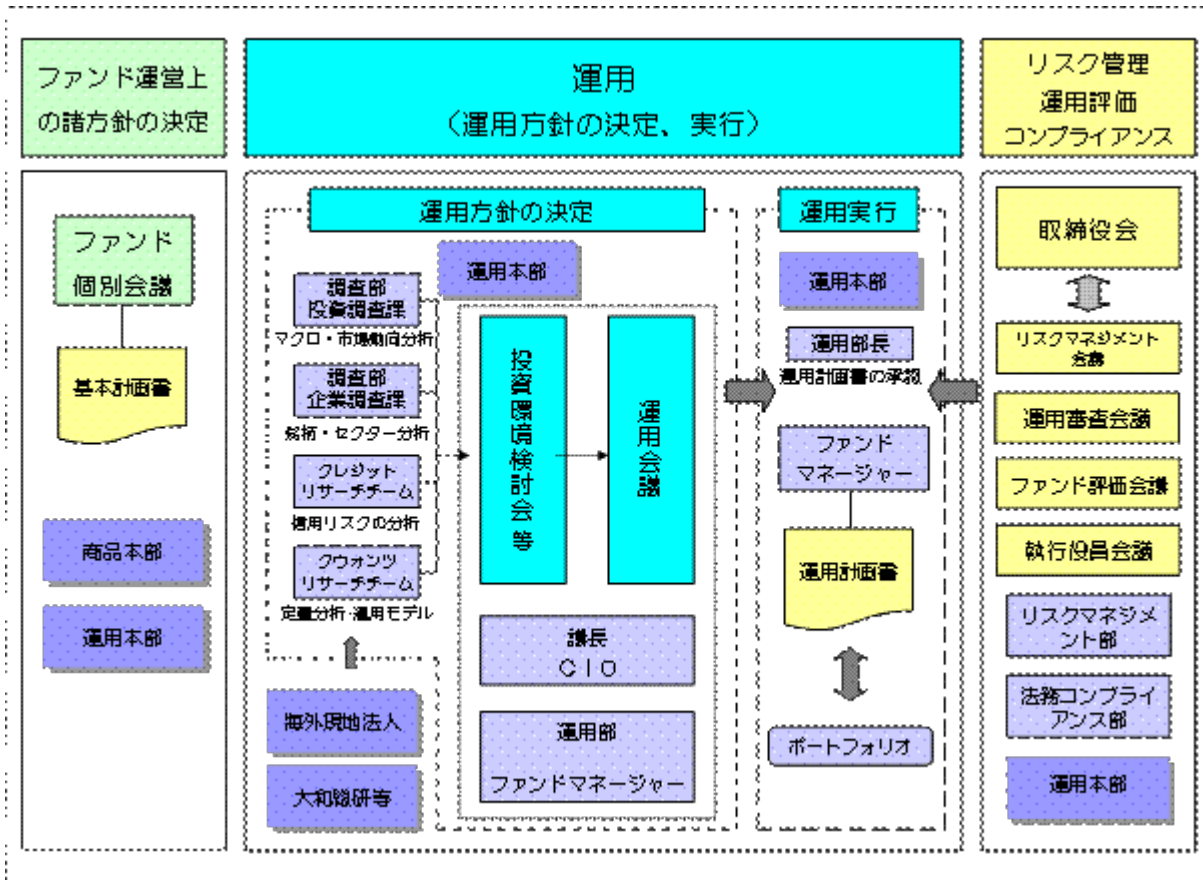 ファンド運営上
の諸方針の決定
運用
(運用方針の決定、実行)
リスク管理
運用評価
コンプライアンス
ファンド
個別会議
基本計画書
商品本部
運用本部
運用方針の決定
運用本部
調査部
投資調査課
マクロ・市場動向分析
調査部
企業調査課
銘柄・セクター分析
クレジット
リサーチチーム
信用リスクの分析
クウォンツ
リサーチチーム
定量分析・運用モデル
海外現地法人
大和総研等
投資環境検討会 等
運用会議
議長
CIO
運用部
ファンドマネージャー
運用実行
運用本部
運用部長
運用計画書の承認
ファンド
マネージャー
運用計画書
ポートフォリオ
取締役会
リスクマネジメント
会議
運用審査会議
ファンド評価会議
執行役員会議
リスクマネジメ
ント部
法務コンプライ
アンス部
運用本部